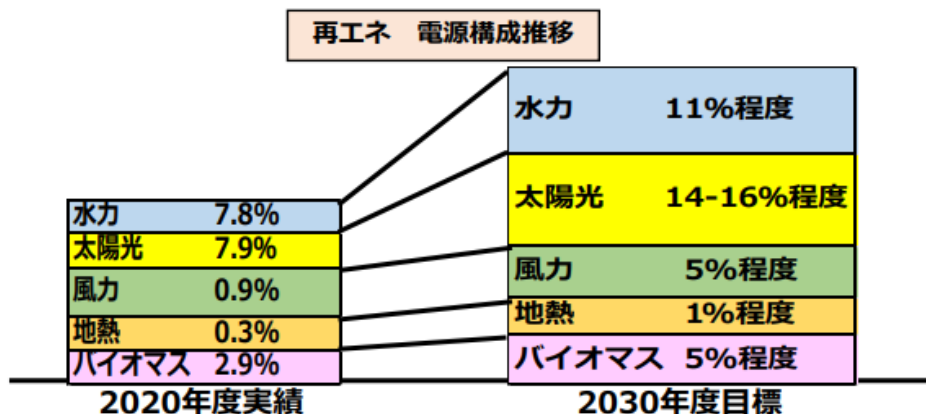 再エネ　電源構成推移
水力 11%程度
太陽光 14-16%程度
風力 5%程度
地熱 1%程度
バイオマス 5%程度
水力 7.8%
太陽光 7.9%
風力 0.9%
地熱 0.3%
バイオマス 2.9%
2020年度実績
2030年度目標